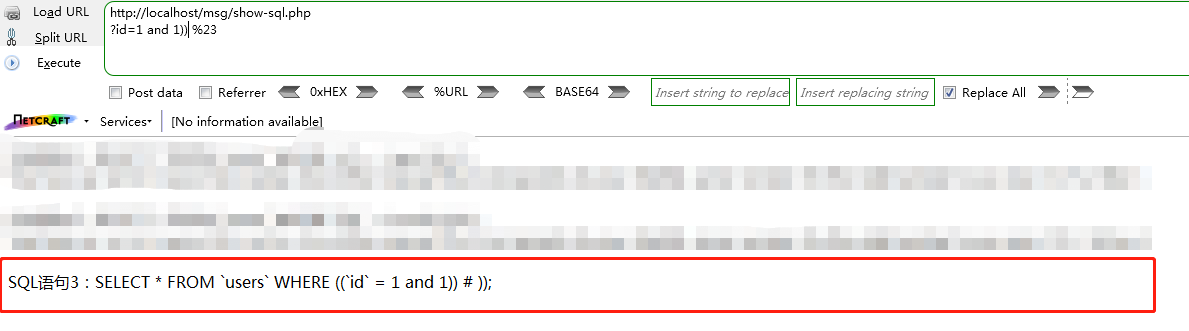 Load URL
http://localhost/msg/show-sql.php
Split URL
?id=1 and 1)) %23
Execute
Post data Referrer 0xHEX %URL BASE64 Insert string to replace Insert replacing string Replace All
NETCRAFT Services [No information available]
SQL语句3：SELECT * FROM `users` WHERE ((`id` = 1 and 1)) # ));